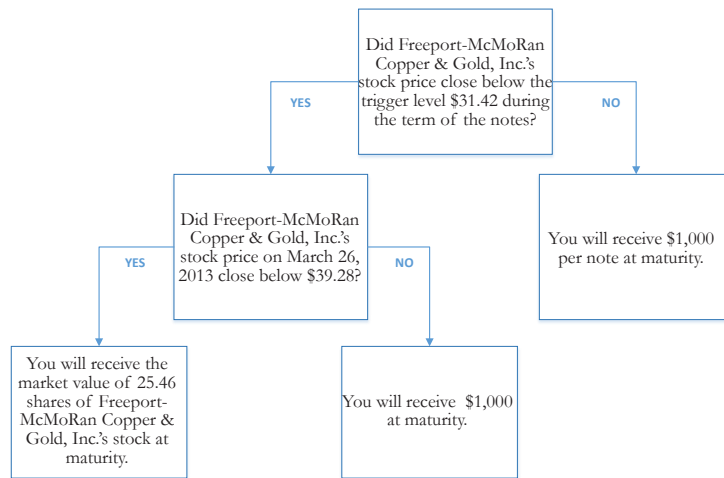 Did Freeport-McMoRan
Copper & Gold, Inc.'s
stock price close below the
trigger level $31.42 during
the term of the notes?
YES
NO
Did Freeport-McMoRan
Copper & Gold, Inc.'s
stock price on March 26,
2013 close below $39.28?
You will receive $1,000
per note at maturity.
YES
NO
You will receive the
market value of 25.46
shares of Freeport-
McMoRan Copper &
Gold, Inc.'s stock at
maturity.
You will receive $1,000
at maturity.